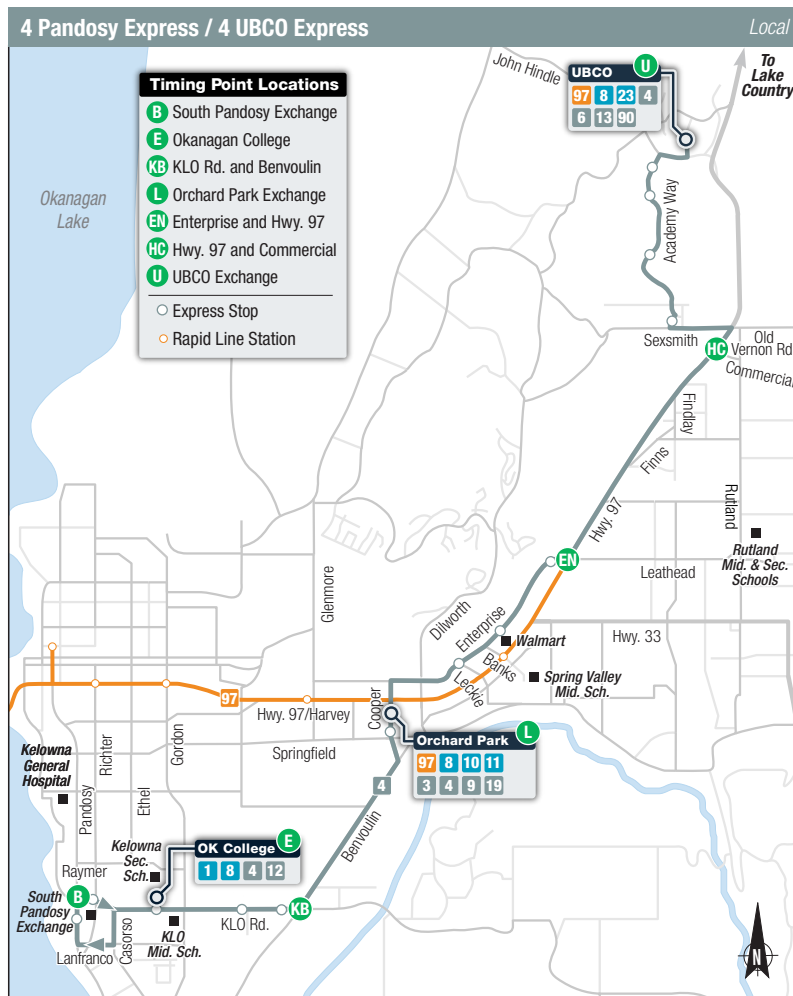 4 Pandosy Express / 4 UBCO Express
Local
Timing Point Locations
B South Pandosy Exchange
E Okanagan College
KB KLO Rd. and Benvoulin
L Orchard Park Exchange
EN Enterprise and Hwy. 97
HC Hwy. 97 and Commercial
U UBCO Exchange
Express Stop
Rapid Line Station
Okanagan
Lake
John Hindle
UBCO
U
97 8 23 4
6 13 90
To
Lake
Country
Academy Way
Sexsmith
Old
Vernon Rd
HC
Commercial
Findlay
Finns
Hwy. 97
Rutland
Rutland
Mid. & Sec.
Schools
EN
Leathead
Glenmore
Dilworth
Enterprise
Walmart
Hwy. 33
Banks
Leckie
Spring Valley
Mid. Sch.
97
Hwy. 97/Harvey
Cooper
Springfield
Orchard Park
L
97 8 10 11
3 4 9 19
Kelowna
General
Hospital
Pandosy
Richter
Ethel
Gordon
4
Benvoulin
Kelowna
Sec.
Sch.
OK College
E
1 8 4 12
Raymer
South
Pandosy
Exchange
B
KB
Casorso
KLO
Mid. Sch.
KLO Rd.
Lanfranco
N